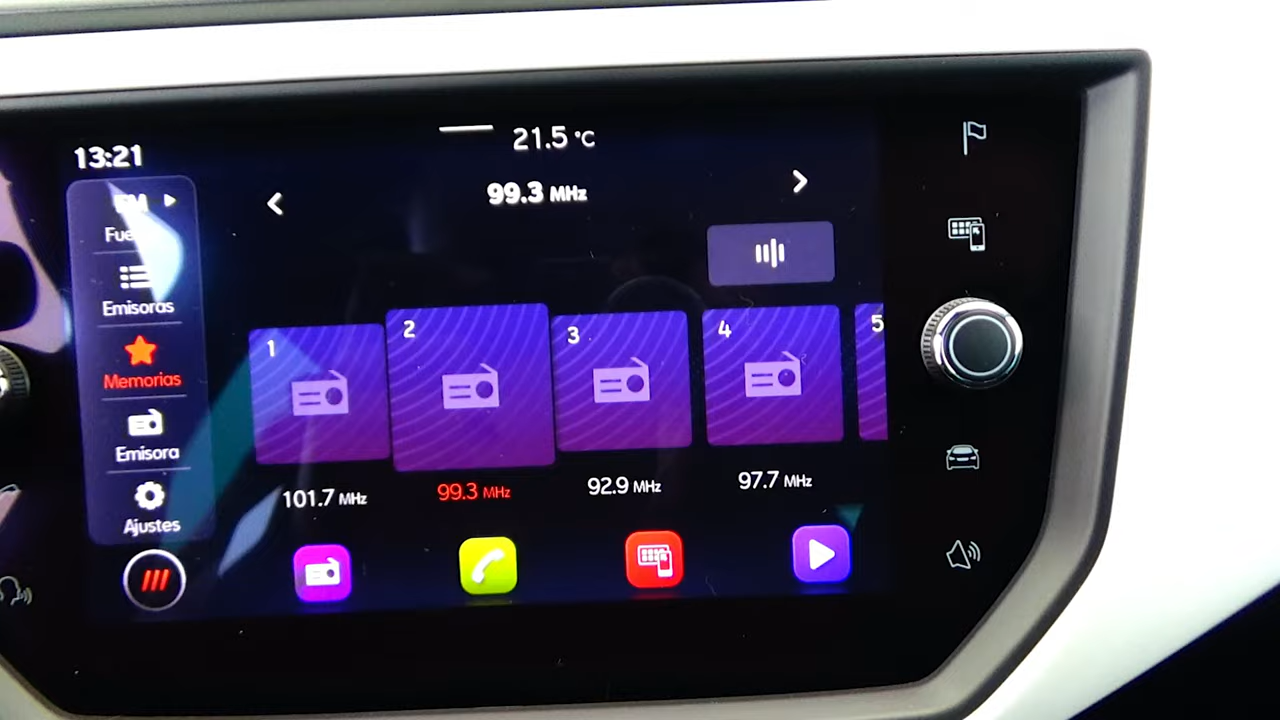 13:21
21.5 °C
99.3 MHz
FM
Emisoras
Memorias
Emisora
Ajustes
1
2
3
4
5
101.7 MHz
99.3 MHz
92.9 MHz
97.7 MHz